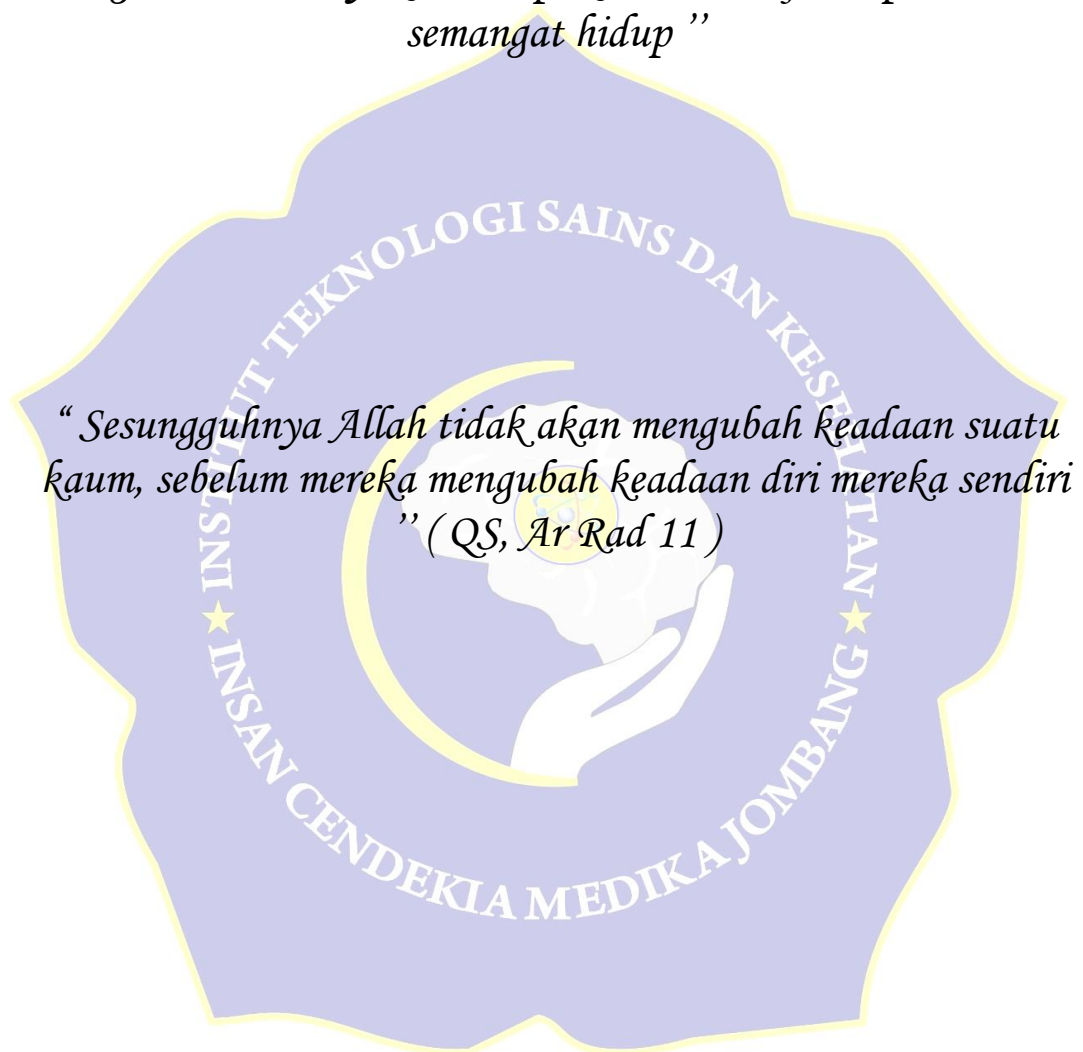 semangat hidup ’’
INSTITUT TEKNOLOGI SAINS DAN KESEHATAN
“ Sesungguhnya Allah tidak akan mengubah keadaan suatu
kaum, sebelum mereka mengubah keadaan diri mereka sendiri
’’ ( QS, Ar Rad 11 )
INSAN CENDEKIA MEDIKA JOMBANG